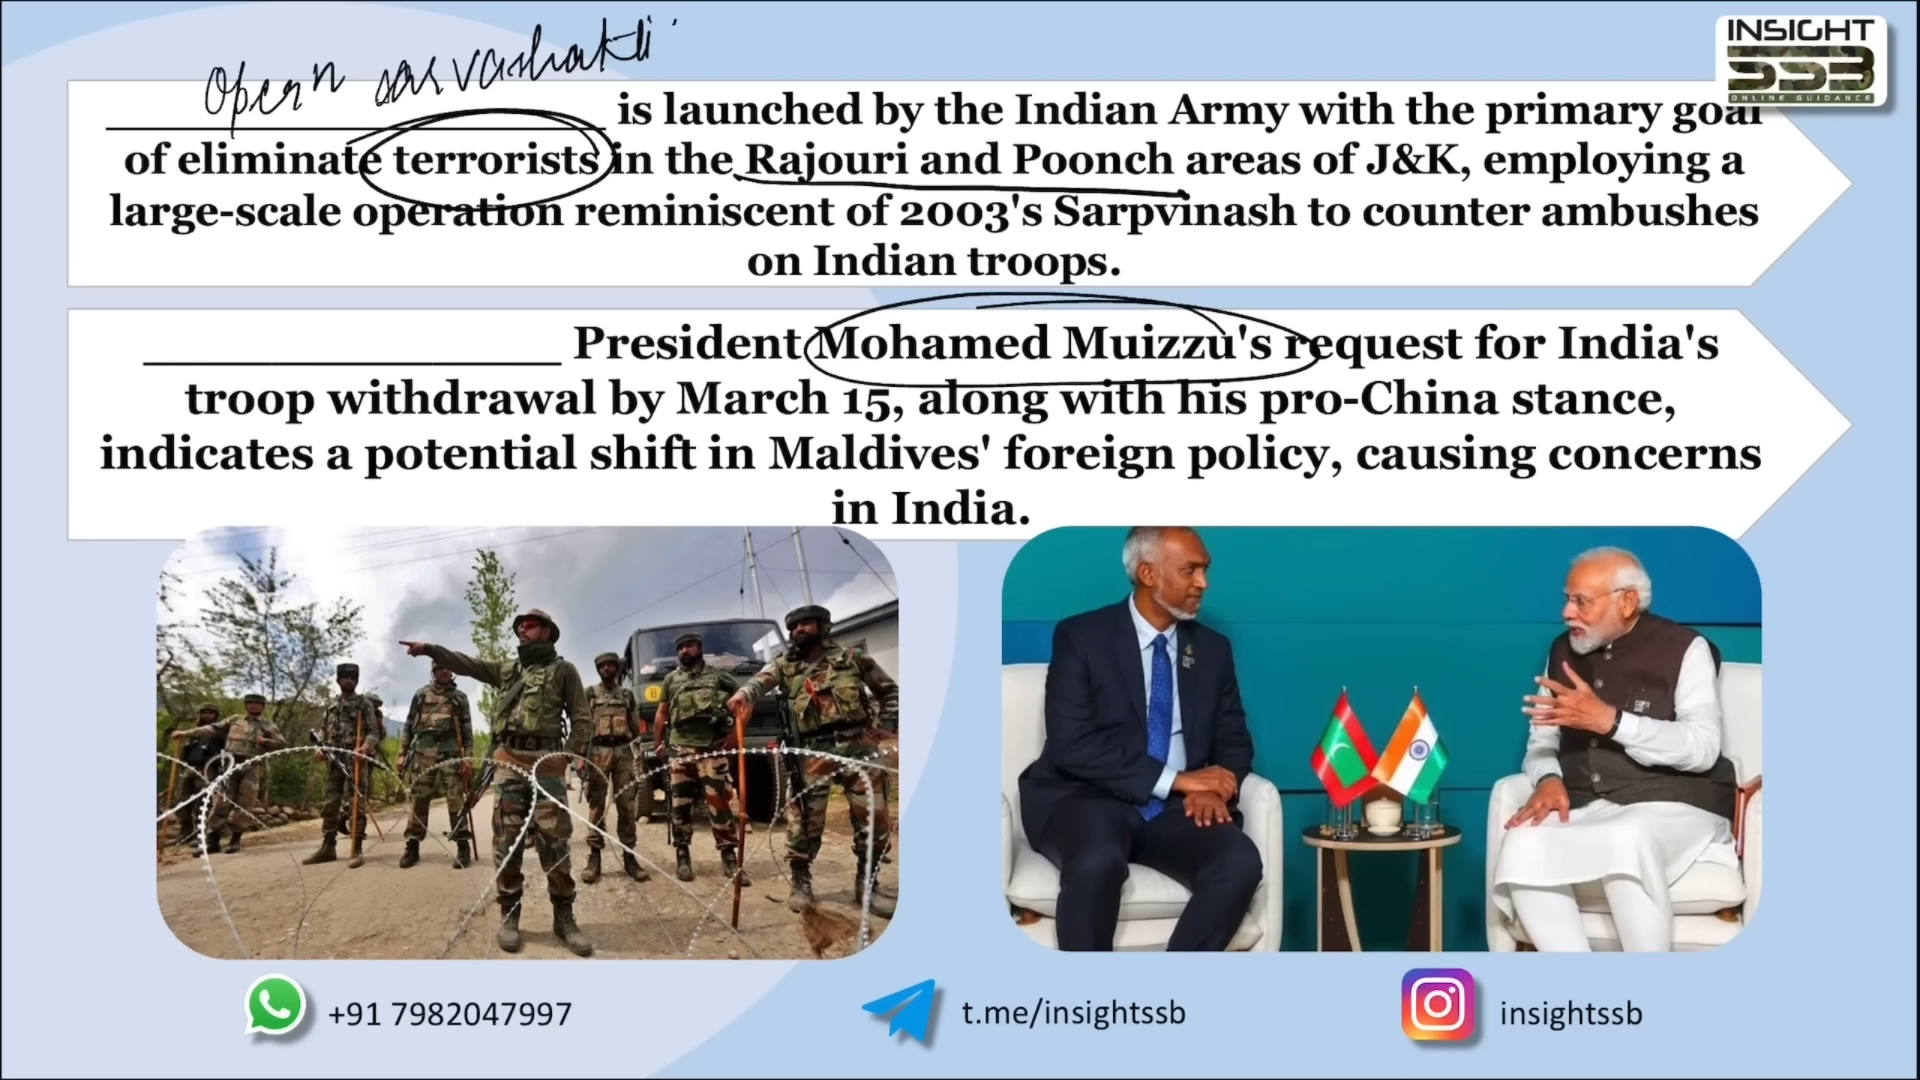 Oper'n sarvashakti
INSIGHT
SSB
ONLINE GUIDANCE
____________________ is launched by the Indian Army with the primary goal
of eliminate terrorists in the Rajouri and Poonch areas of J&K, employing a
large-scale operation reminiscent of 2003's Sarpvinash to counter ambushes
on Indian troops.
_________________ President Mohamed Muizzu's request for India's
troop withdrawal by March 15, along with his pro-China stance,
indicates a potential shift in Maldives' foreign policy, causing concerns
in India.
+91 7982047997
t.me/insightssb
insightssb